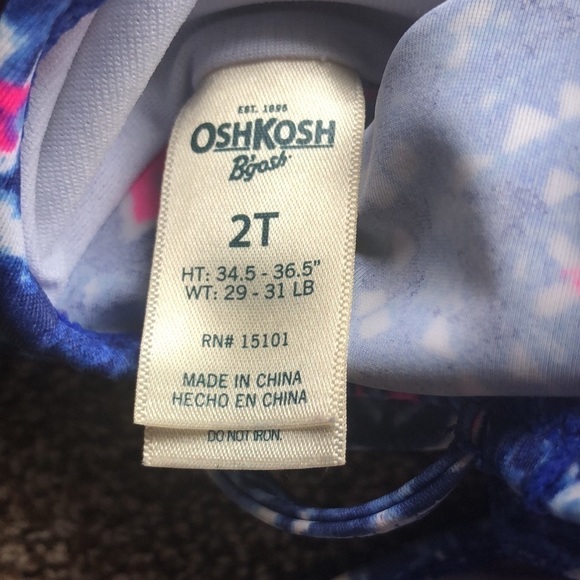 EST. 1895
OSHKOSH
B'gosh
2T
HT: 34.5 - 36.5"
WT: 29 - 31 LB
RN# 15101
MADE IN CHINA
HECHO EN CHINA
DO NOT IRON.